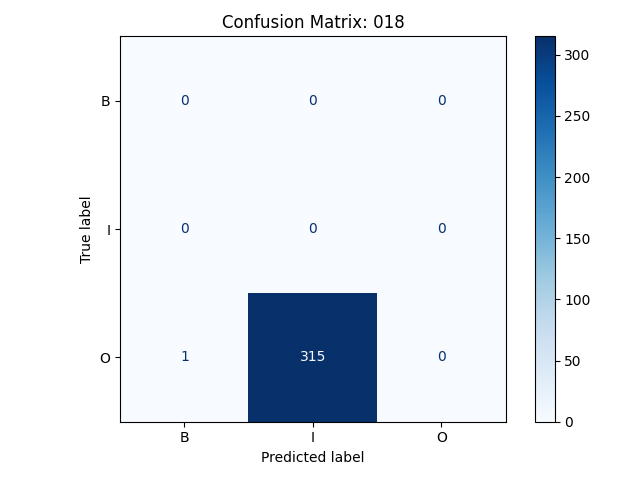 Confusion Matrix: 018
True label
B 0 0 0
I 0 0 0
O 1 315 0
B I O
Predicted label
300
250
200
150
100
50
0